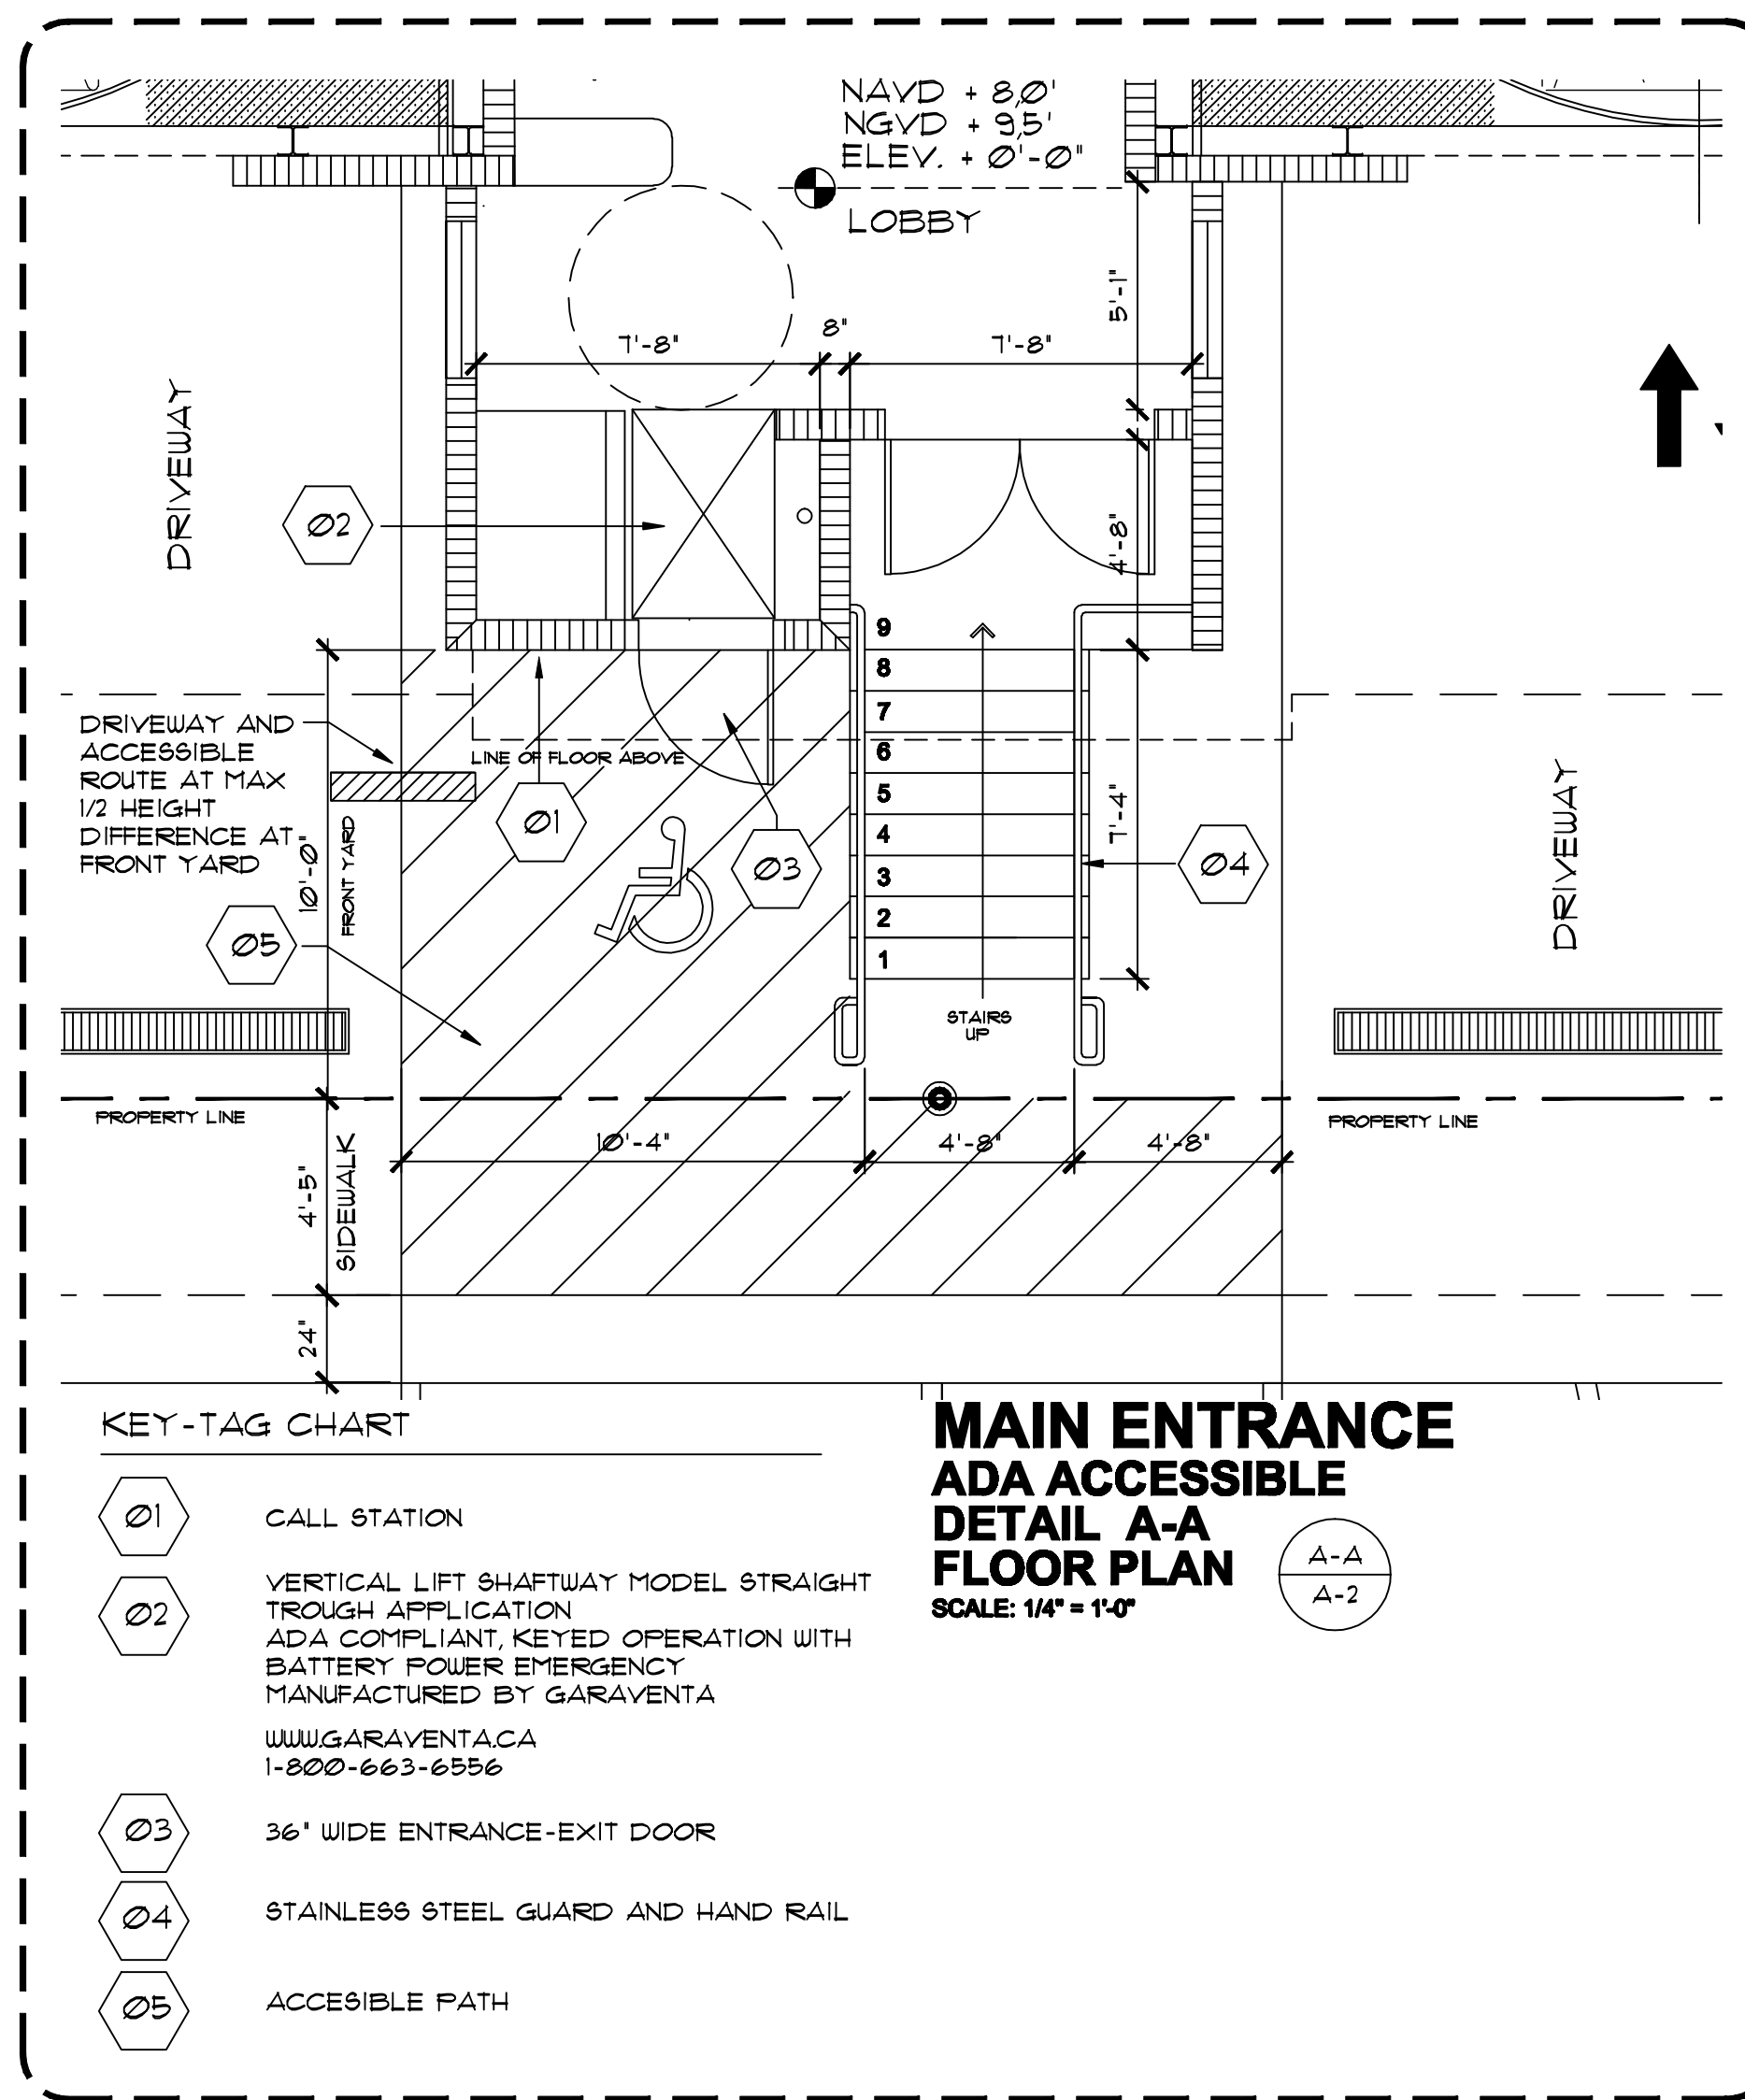 NAVD + 8,0'
NGVD + 9,5'
ELEV. + 0'-0"
LOBBY
5'-1"
8"
7'-8"
7'-8"
DRIVEWAY
02
4'-8"
9
8
7
6
5
4
3
2
1
DRIVEWAY AND
ACCESSIBLE
ROUTE AT MAX
1/2 HEIGHT
DIFFERENCE AT
FRONT YARD
LINE OF FLOOR ABOVE
01
03
7'-4"
04
DRIVEWAY
10'-0"
FRONT YARD
05
STAIRS
UP
PROPERTY LINE
PROPERTY LINE
10'-4"
4'-8"
4'-8"
4'-5"
SIDEWALK
24"
KEY-TAG CHART
01
CALL STATION
02
VERTICAL LIFT SHAFTWAY MODEL STRAIGHT
TROUGH APPLICATION
ADA COMPLIANT, KEYED OPERATION WITH
BATTERY POWER EMERGENCY
MANUFACTURED BY GARAVENTA
WWW.GARAVENTA.CA
1-800-663-6556
03
36" WIDE ENTRANCE-EXIT DOOR
04
STAINLESS STEEL GUARD AND HAND RAIL
05
ACCESIBLE PATH
MAIN ENTRANCE
ADA ACCESSIBLE
DETAIL A-A
FLOOR PLAN
SCALE: 1/4" = 1'-0"
A-A
A-2